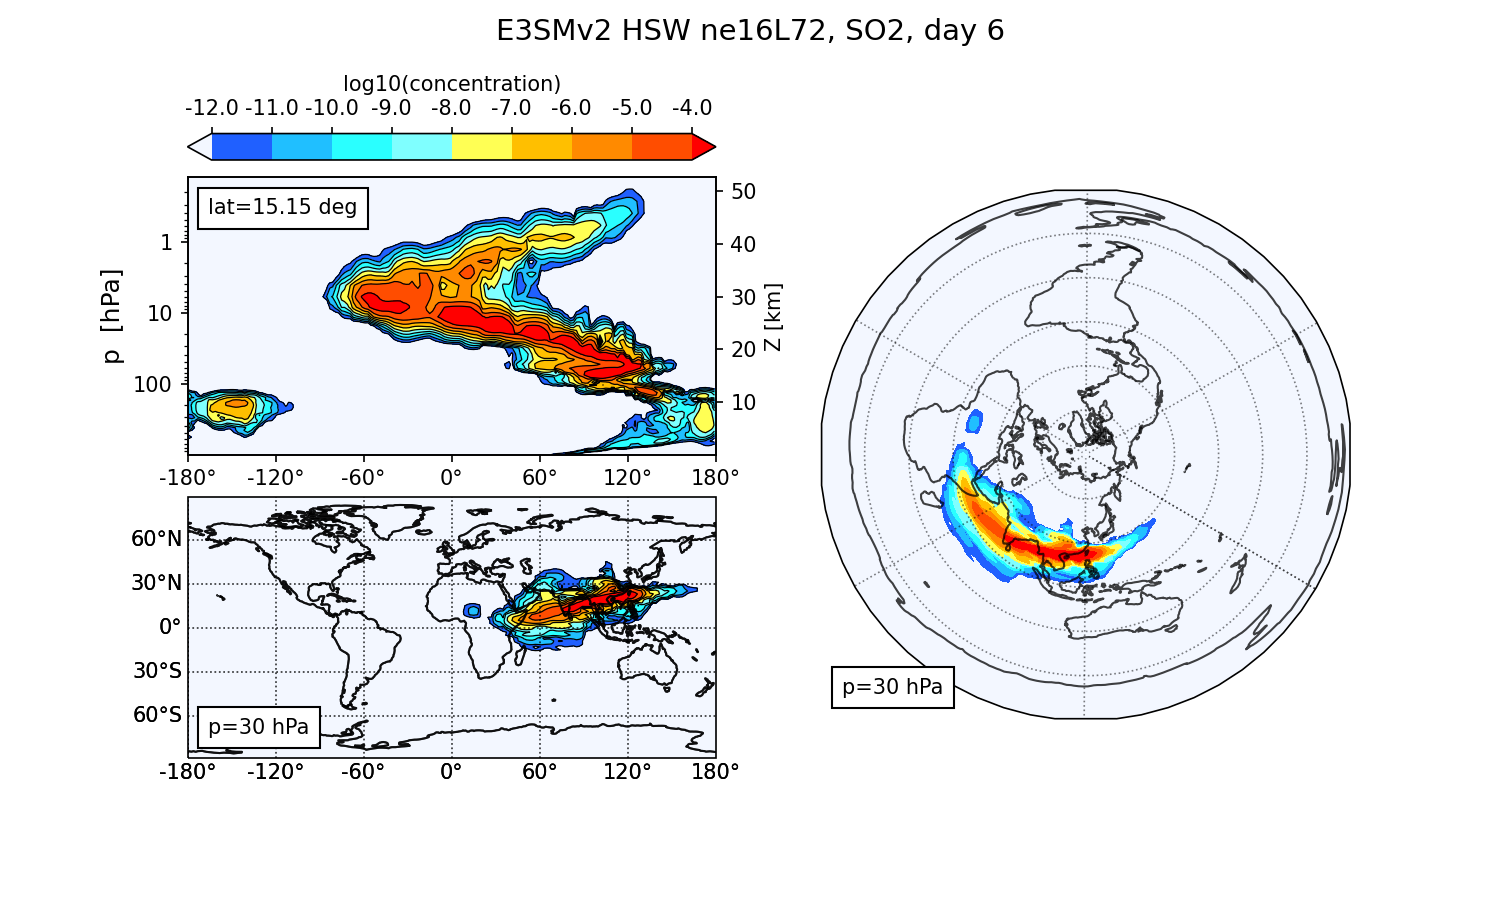 E3SMv2 HSW ne16L72, SO2, day 6
log10(concentration)
-12.0 -11.0 -10.0 -9.0 -8.0 -7.0 -6.0 -5.0 -4.0
lat=15.15 deg
p [hPa]
1
10
100
50
40
30
20
10
Z [km]
-180° -120° -60° 0° 60° 120° 180°
60°N
30°N
0°
30°S
60°S
p=30 hPa
-180° -120° -60° 0° 60° 120° 180°
p=30 hPa